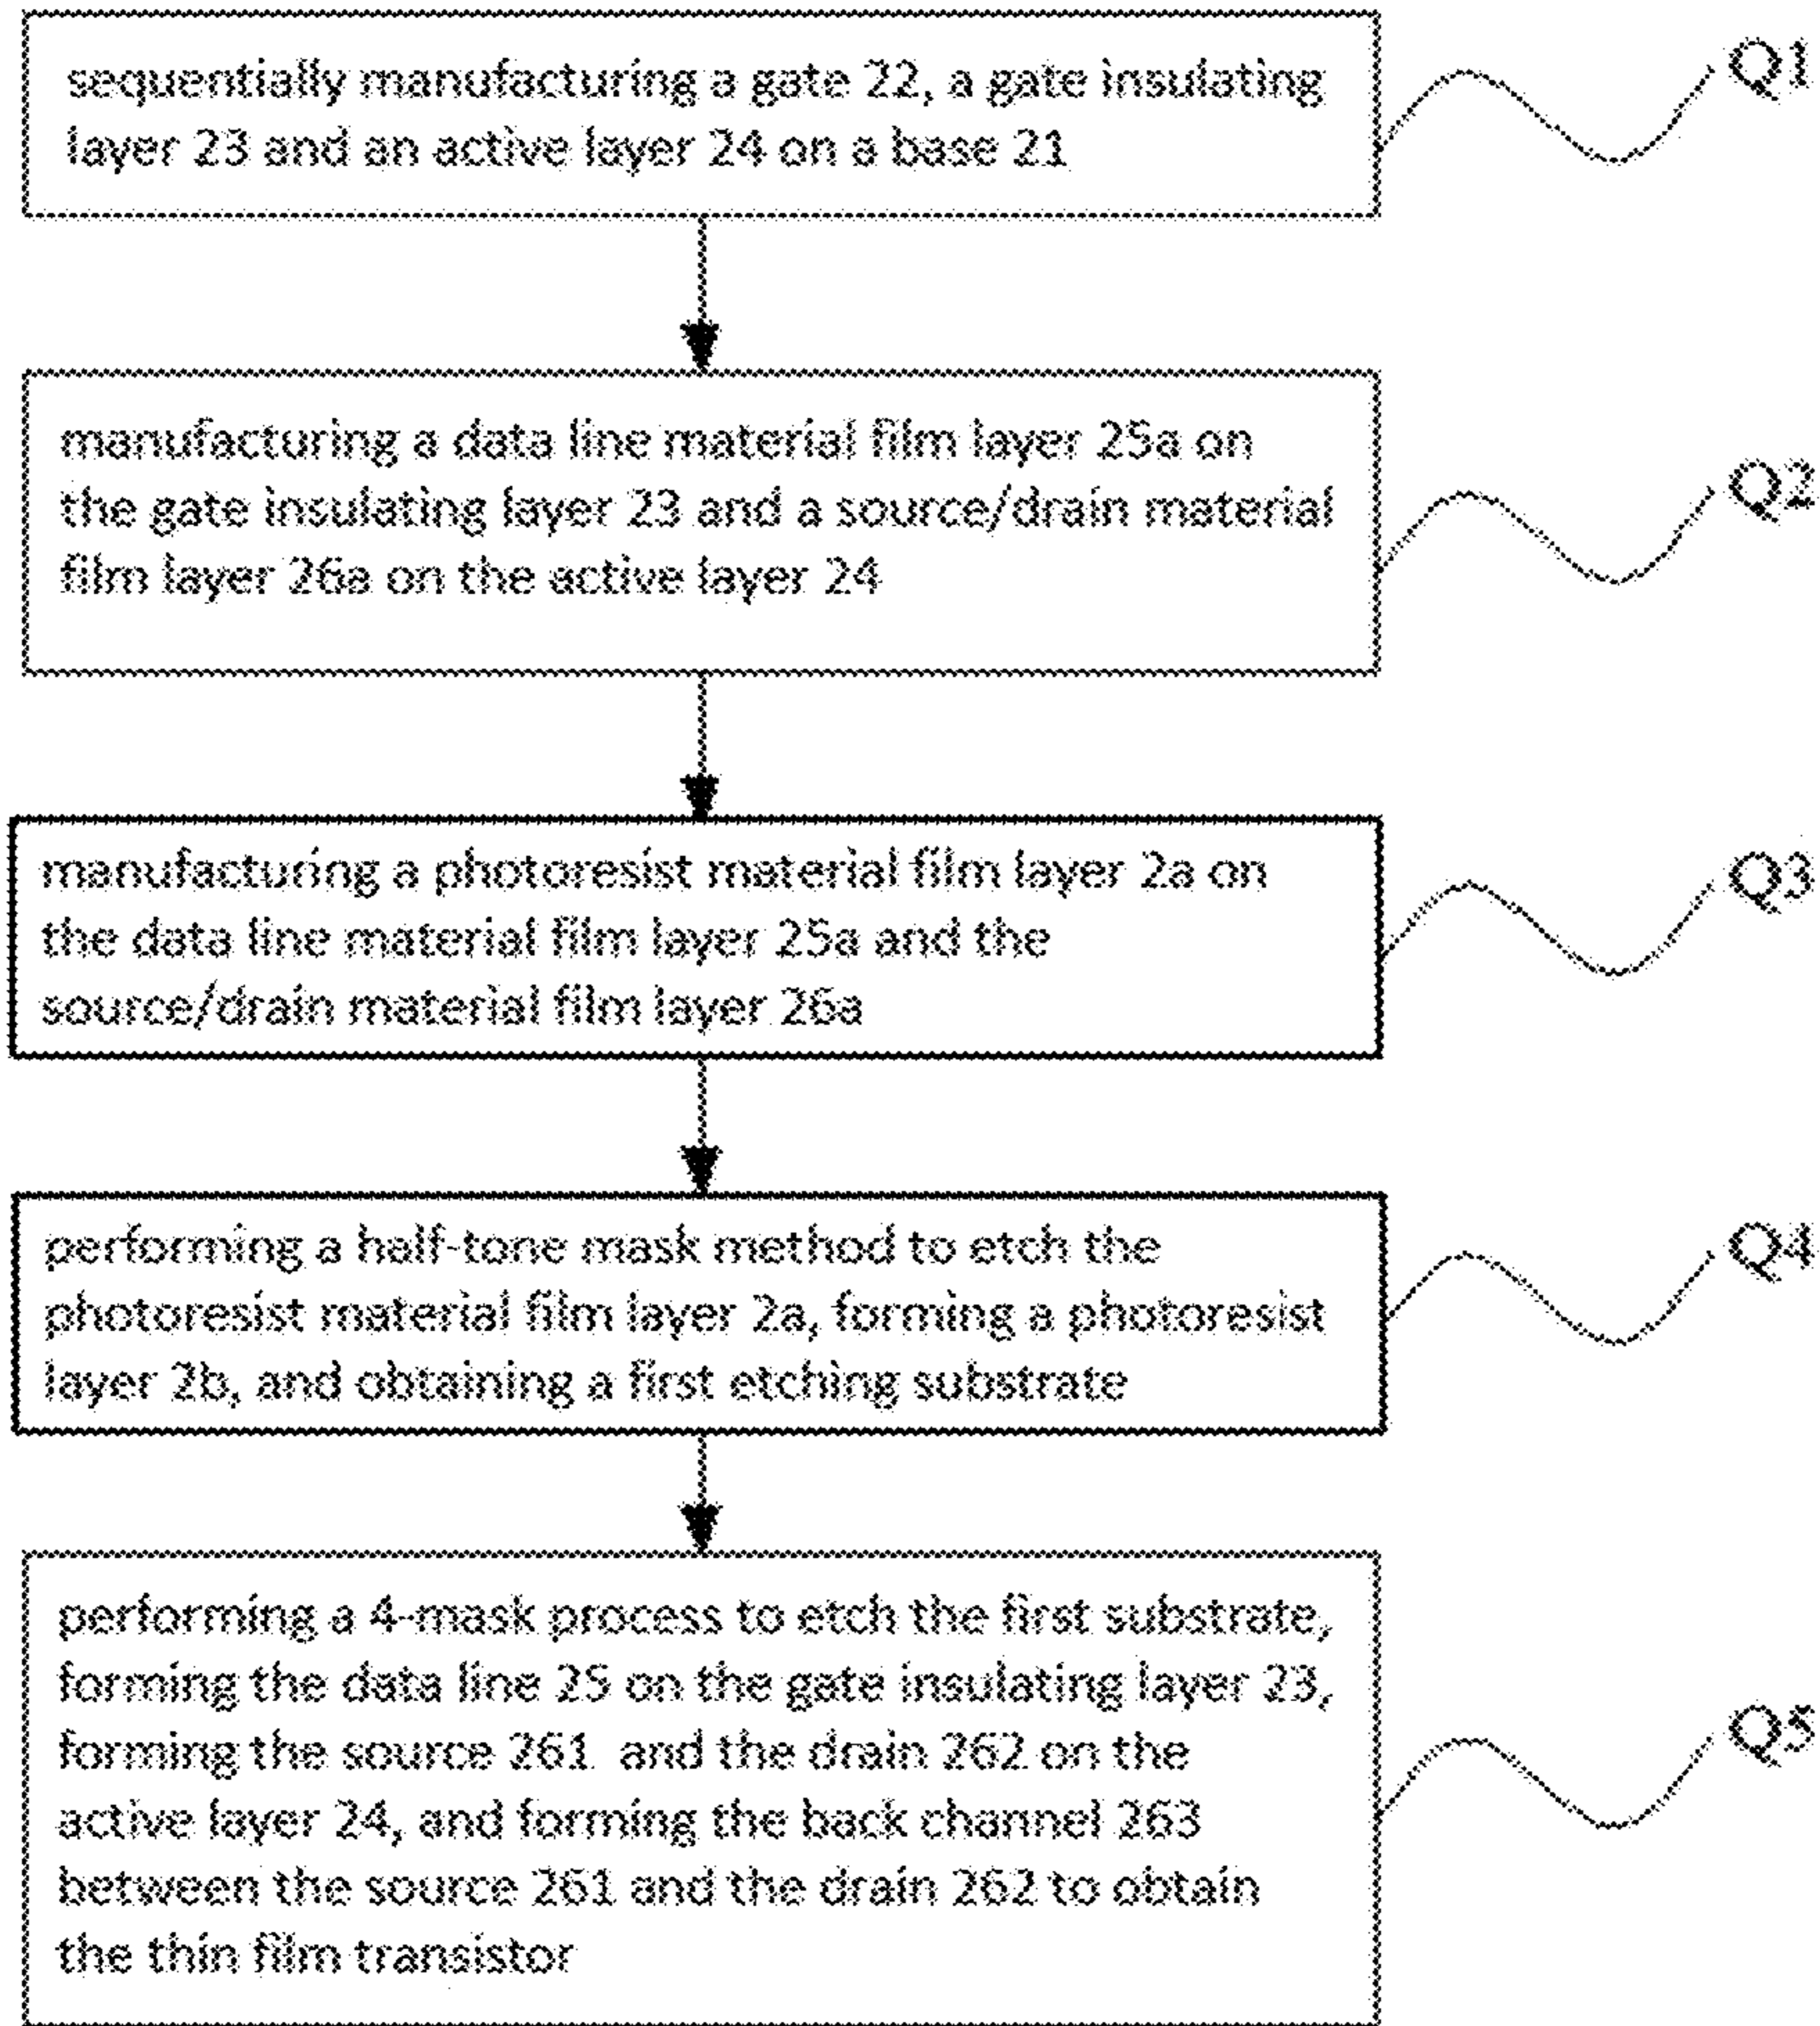 sequentially manufacturing a gate 22, a gate insulating
layer 23 and an active layer 24 on a base 21
Q1
manufacturing a data line material film layer 25a on
the gate insulating layer 23 and a source/drain material
film layer 26a on the active layer 24
Q2
manufacturing a photoresist material film layer 2a on
the data line material film layer 25a and the
source/drain material film layer 26a
Q3
performing a half-tone mask method to etch the
photoresist material film layer 2a, forming a photoresist
layer 2b, and obtaining a first etching substrate
Q4
performing a 4-mask process to etch the first substrate,
forming the data line 25 on the gate insulating layer 23,
forming the source 261 and the drain 262 on the
active layer 24, and forming the back channel 263
between the source 261 and the drain 262 to obtain
the thin film transistor
Q5